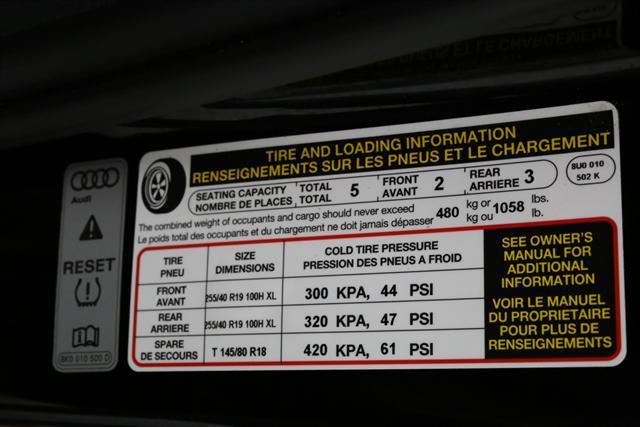 Audi
RESET
8K0 010 500 D
TIRE AND LOADING INFORMATION
RENSEIGNEMENTS SUR LES PNEUS ET LE CHARGEMENT
SEATING CAPACITY TOTAL 5 FRONT 2 REAR 3
NOMBRE DE PLACES, TOTAL AVANT ARRIERE
8U0 010
502 K
The combined weight of occupants and cargo should never exceed 480 kg or 1058 lbs.
Le poids total des occupants et du chargement ne doit jamais dépasser kg ou lb.
TIRE SIZE COLD TIRE PRESSURE
PNEU DIMENSIONS PRESSION DES PNEUS A FROID
FRONT
AVANT 255/40 R19 100H XL 300 KPA, 44 PSI
REAR
ARRIERE 255/40 R19 100H XL 320 KPA, 47 PSI
SPARE
DE SECOURS T 145/80 R18 420 KPA, 61 PSI
SEE OWNER'S
MANUAL FOR
ADDITIONAL
INFORMATION
VOIR LE MANUEL
DU PROPRIETAIRE
POUR PLUS DE
RENSEIGNEMENTS